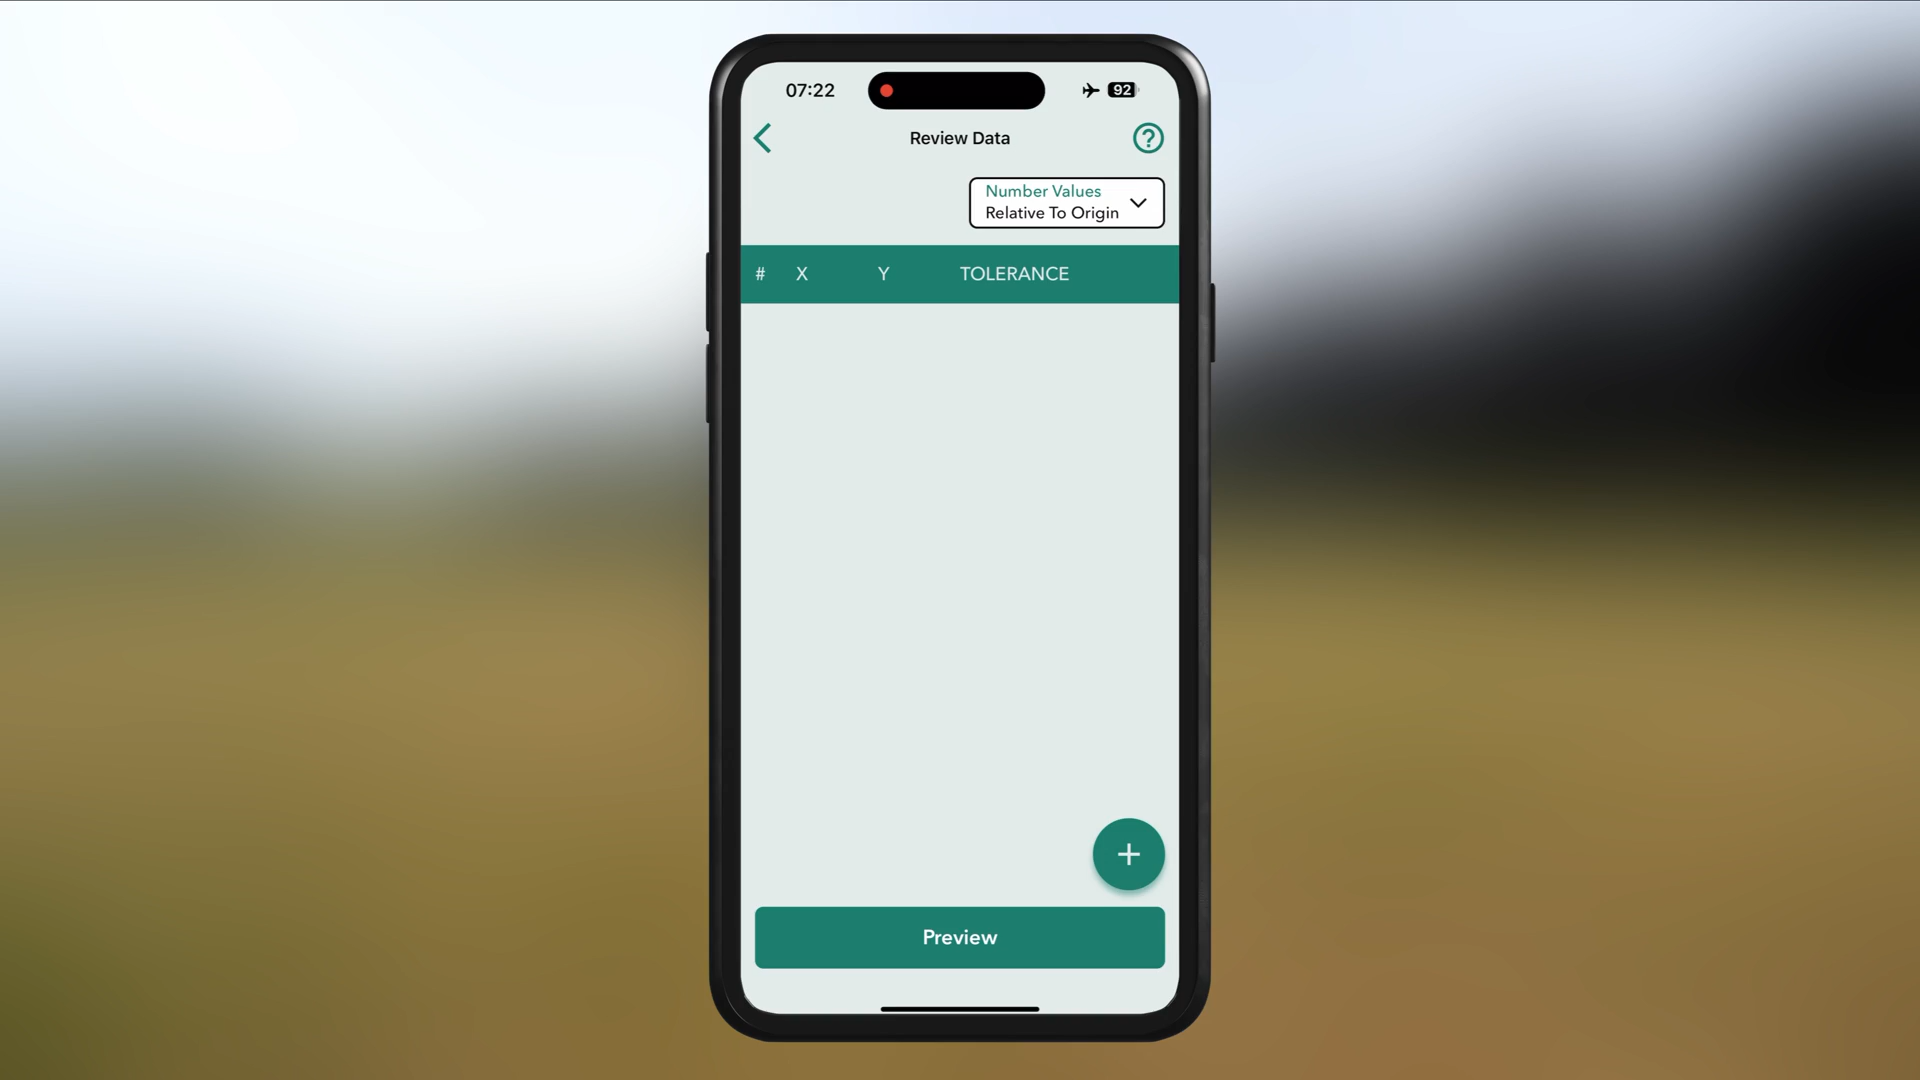 07:22
92
Review Data
Number Values
Relative To Origin
# X Y TOLERANCE
Preview